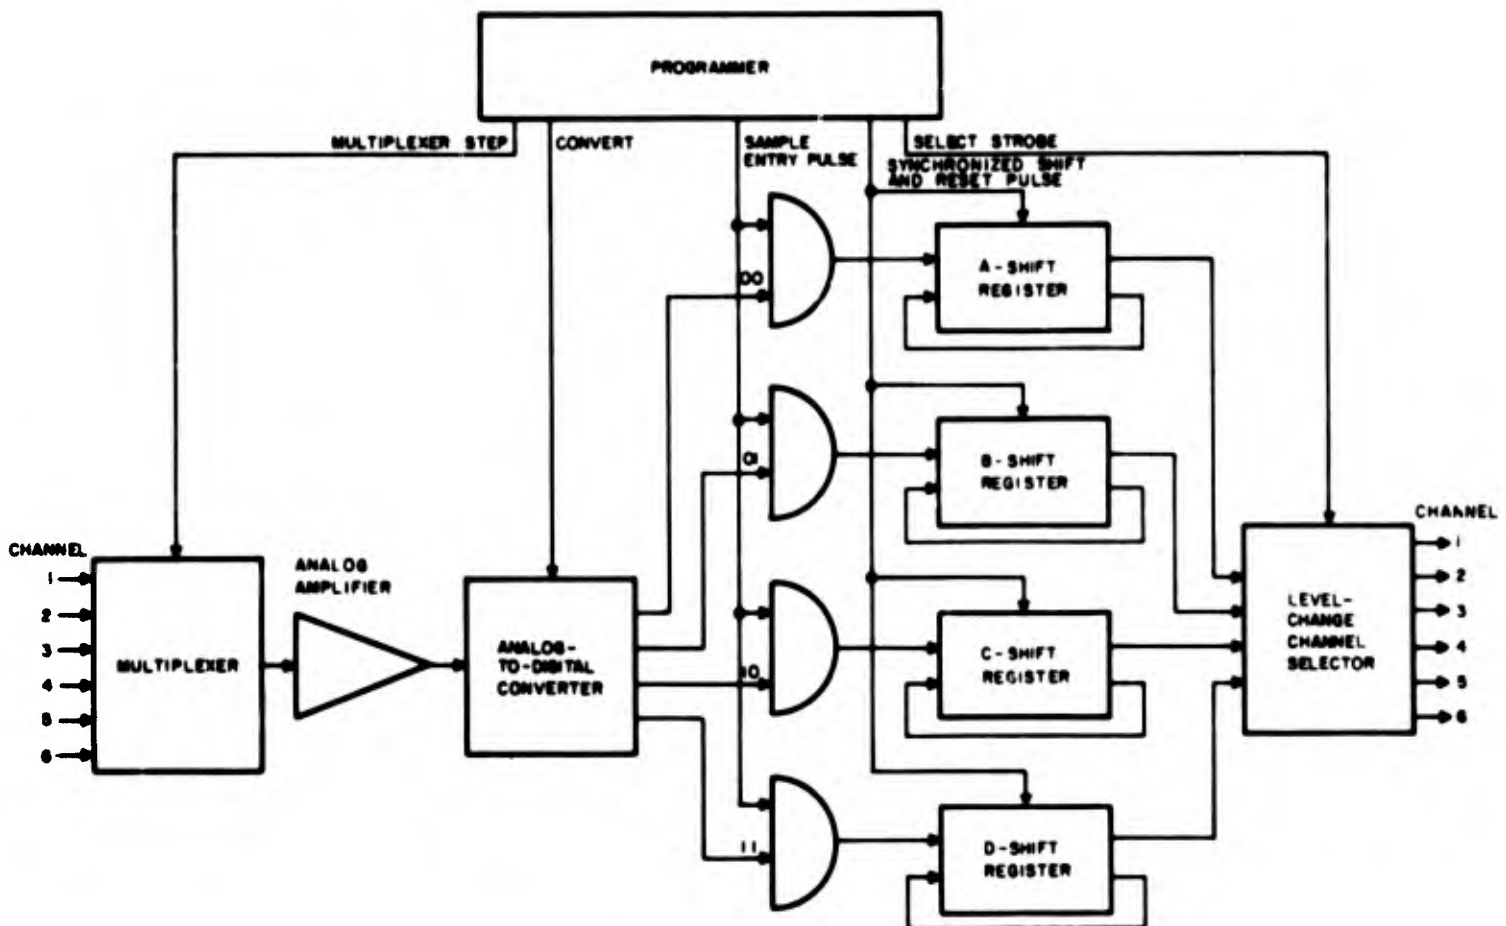 PROGRAMMER
MULTIPLEXER STEP
CONVERT
SAMPLE
ENTRY PULSE
SELECT STROBE
SYNCHRONIZED SHIFT
AND RESET PULSE
00
A-SHIFT
REGISTER
01
B-SHIFT
REGISTER
CHANNEL
1
2
3
4
5
6
MULTIPLEXER
ANALOG
AMPLIFIER
ANALOG-
TO-DIGITAL
CONVERTER
10
C-SHIFT
REGISTER
11
D-SHIFT
REGISTER
LEVEL-
CHANGE
CHANNEL
SELECTOR
CHANNEL
1
2
3
4
5
6